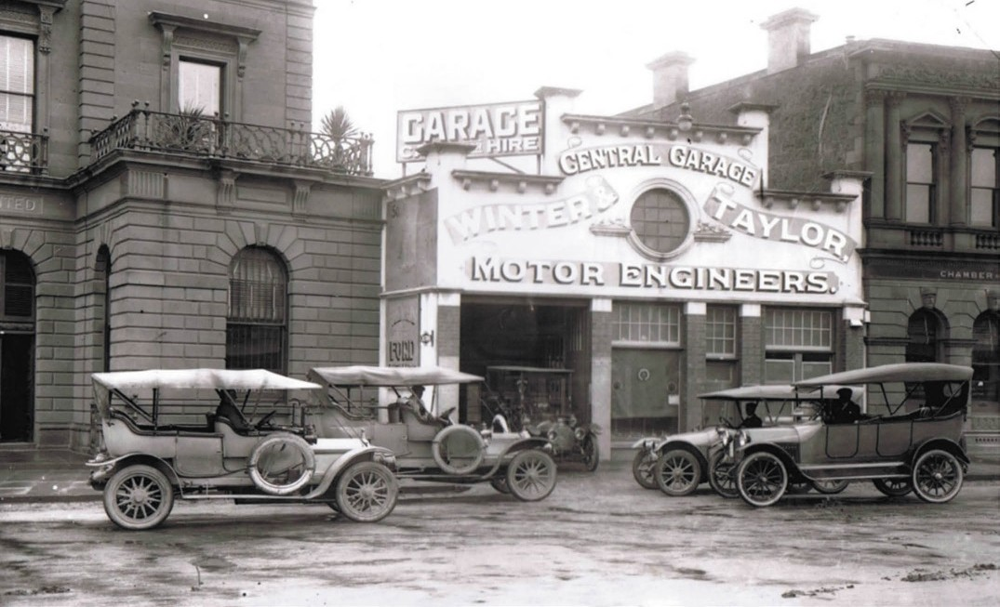 GARAGE
HIRE
CENTRAL GARAGE
WINTER & TAYLOR.
MOTOR ENGINEERS.
FORD
CHAMBER